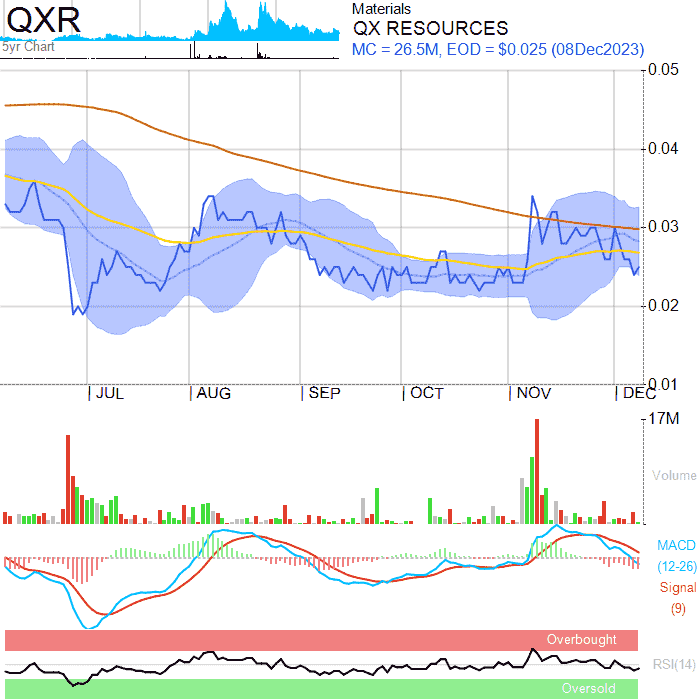 QXR
5yr Chart
Materials
QX RESOURCES
MC = 26.5M, EOD = $0.025 (08Dec2023)
0.05
0.04
0.03
0.02
0.01
JUL AUG SEP OCT NOV DEC
17M
Volume
MACD
(12-26)
Signal
(9)
Overbought
RSI(14)
Oversold